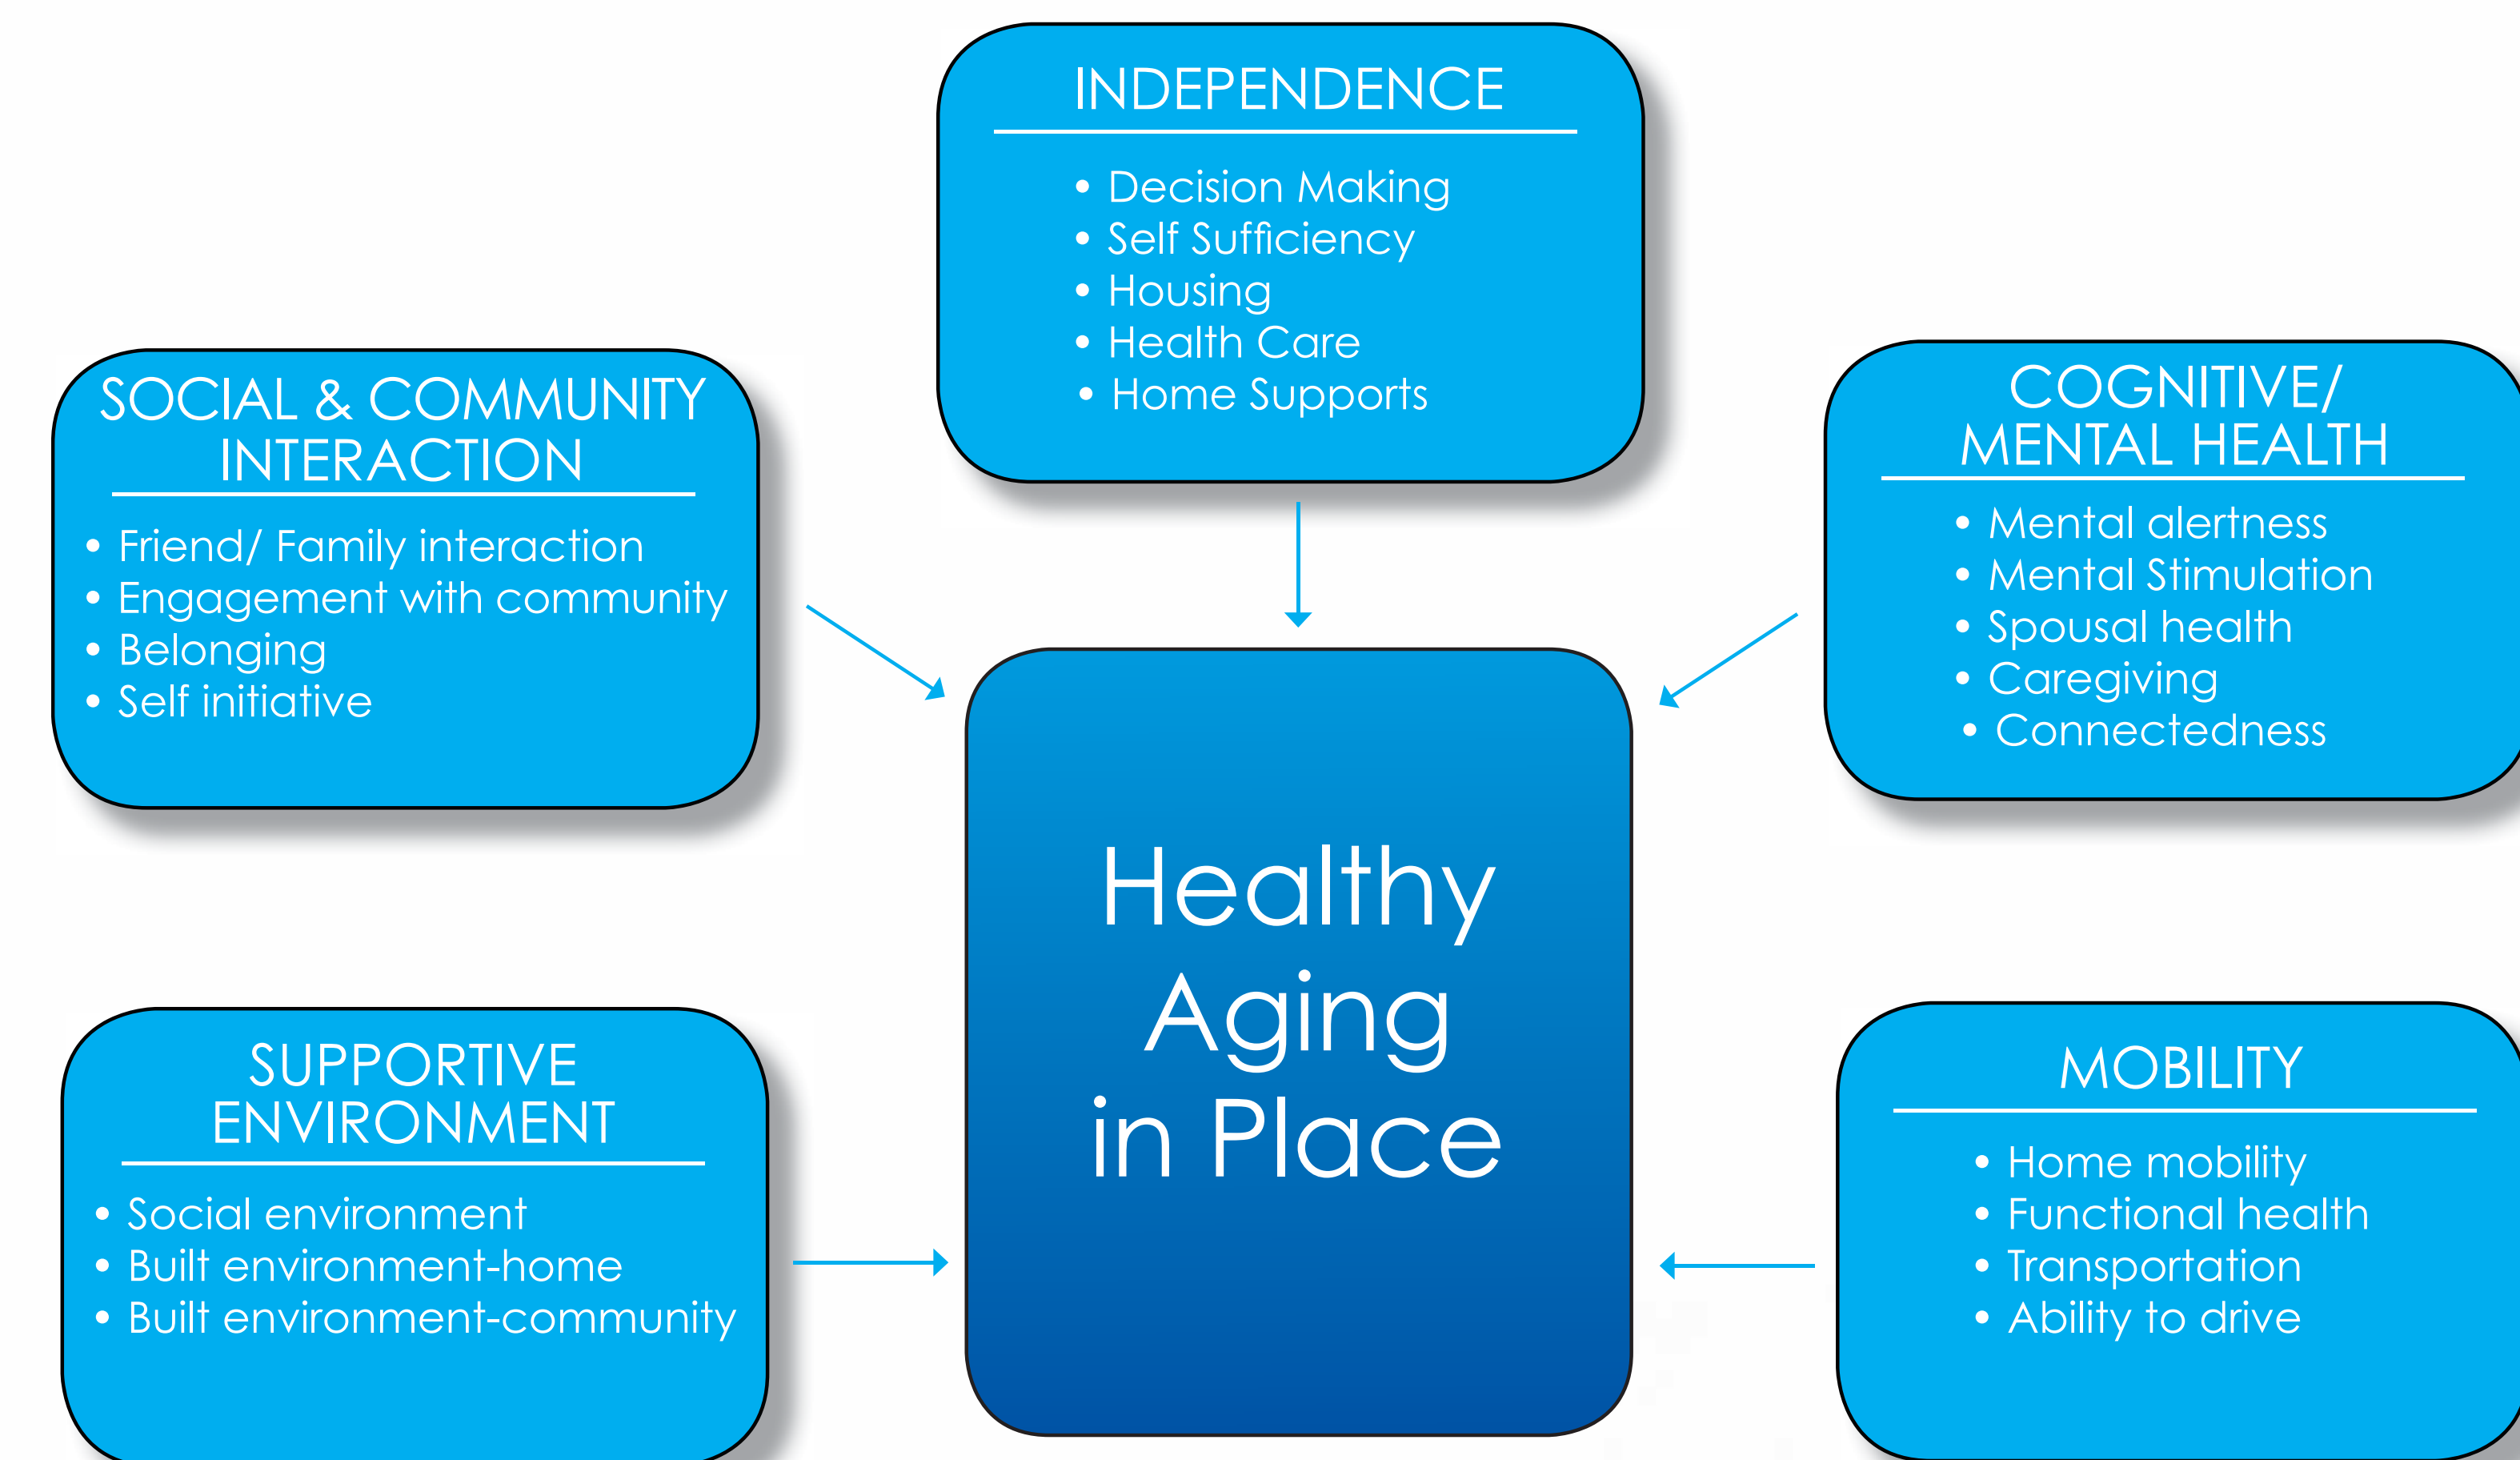 INDEPENDENCE
• Decision Making
• Self Sufficiency
• Housing
• Health Care
• Home Supports
SOCIAL & COMMUNITY
INTERACTION
• Friend/ Family interaction
• Engagement with community
• Belonging
• Self initiative
COGNITIVE/
MENTAL HEALTH
• Mental alertness
• Mental Stimulation
• Spousal health
• Caregiving
• Connectedness
Healthy
Aging
in Place
SUPPORTIVE
ENVIRONMENT
• Social environment
• Built environment-home
• Built environment-community
MOBILITY
• Home mobility
• Functional health
• Transportation
• Ability to drive